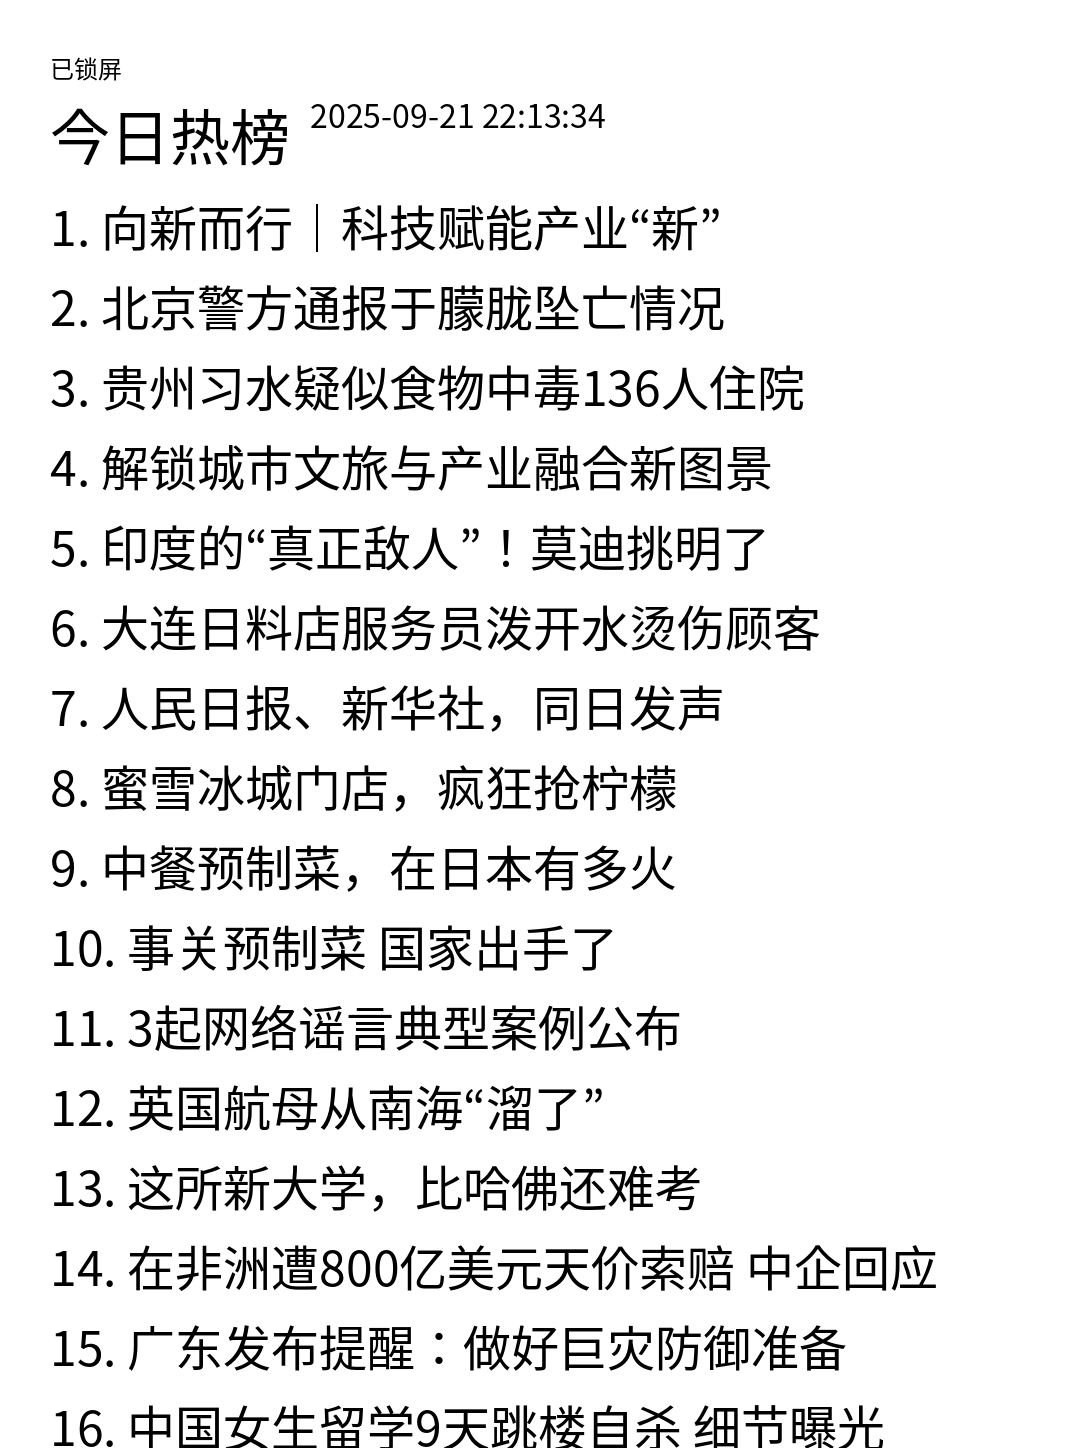 已锁屏
今日热榜 2025-09-21 22:13:34
1. 向新而行｜科技赋能产业“新”
2. 北京警方通报于朦胧坠亡情况
3. 贵州习水疑似食物中毒136人住院
4. 解锁城市文旅与产业融合新图景
5. 印度的“真正敌人”！莫迪挑明了
6. 大连日料店服务员泼开水烫伤顾客
7. 人民日报、新华社，同日发声
8. 蜜雪冰城门店，疯狂抢柠檬
9. 中餐预制菜，在日本有多火
10. 事关预制菜 国家出手了
11. 3起网络谣言典型案例公布
12. 英国航母从南海“溜了”
13. 这所新大学，比哈佛还难考
14. 在非洲遭800亿美元天价索赔 中企回应
15. 广东发布提醒：做好巨灾防御准备
16. 中国女生留学9天跳楼自杀 细节曝光